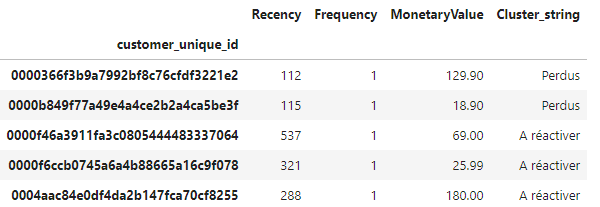 Recency Frequency MonetaryValue Cluster_string
customer_unique_id
0000366f3b9a7992bf8c76cfdf3221e2 112 1 129.90 Perdus
0000b849f77a49e4a4ce2b2a4ca5be3f 115 1 18.90 Perdus
0000f46a3911fa3c0805444483337064 537 1 69.00 A réactiver
0000f6ccb0745a6a4b88665a16c9f078 321 1 25.99 A réactiver
0004aac84e0df4da2b147fca70cf8255 288 1 180.00 A réactiver